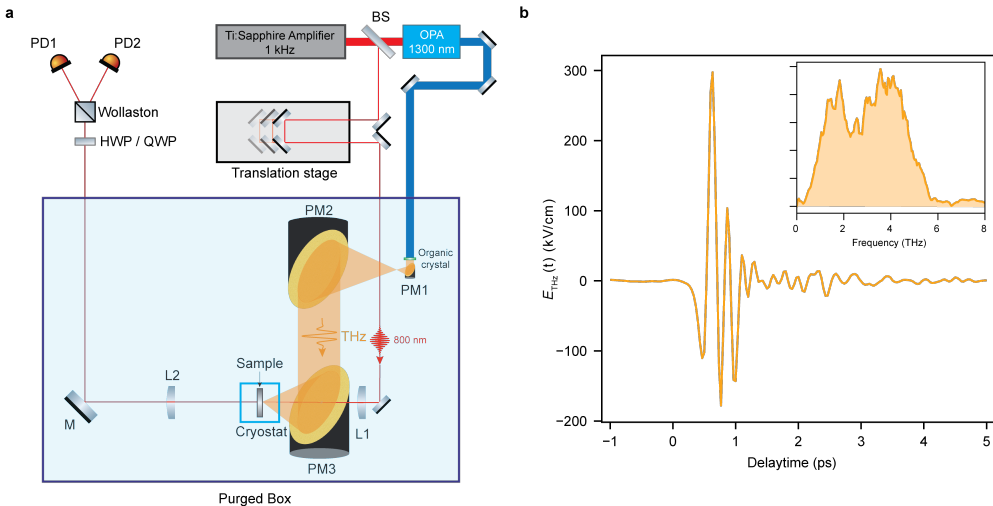 a
PD1
PD2
Wollaston
HWP / QWP
Ti:Sapphire Amplifier
1 kHz
BS
OPA
1300 nm
Translation stage
PM2
Organic
crystal
PM1
THz
800 nm
Sample
L2
M
Cryostat
L1
PM3
Purged Box
b
E_THz(t) (kV/cm)
300
200
100
0
−100
−200
−1
0
1
2
3
4
5
Delaytime (ps)
0
2
4
6
8
Frequency (THz)